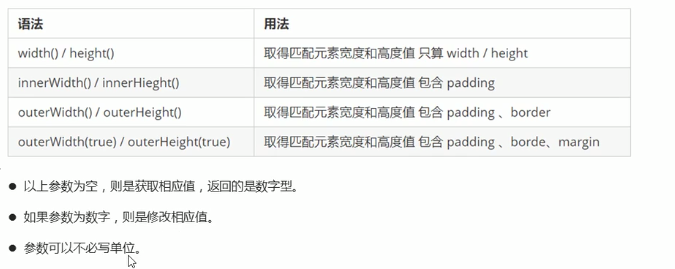 语法 用法
width() / height() 取得匹配元素宽度和高度值 只算 width / height
innerWidth() / innerHieght() 取得匹配元素宽度和高度值 包含 padding
outerWidth() / outerHeight() 取得匹配元素宽度和高度值 包含 padding 、border
outerWidth(true) / outerHeight(true) 取得匹配元素宽度和高度值 包含 padding 、borde、margin
● 以上参数为空，则是获取相应值，返回的是数字型。
● 如果参数为数字，则是修改相应值。
● 参数可以不必写单位。